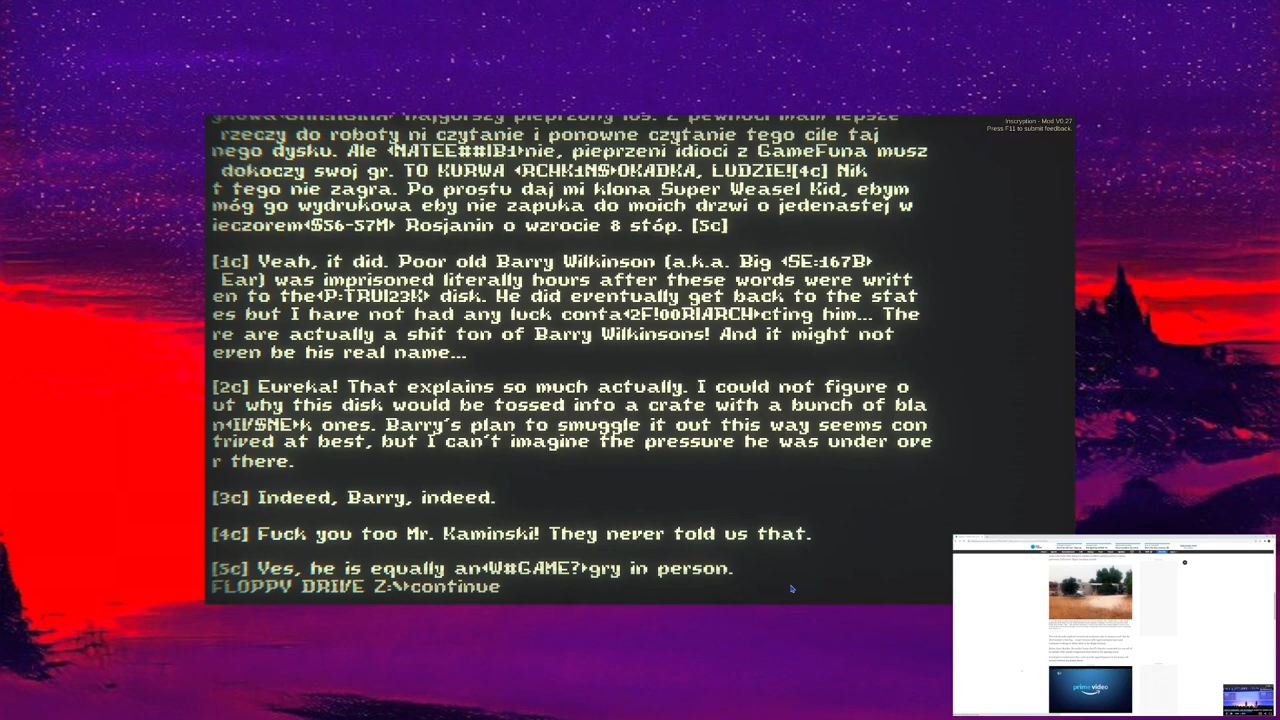 Inscryption - Mod V0.27
Press F11 to submit feedback.
rzeczy do roboty ni czytanie i ponowne czytanie tego cile taj
nego dysku. Ale <NATEE##IB1>nie, pieprzeni idioci z GameFuna musz
dokoczy swoj gr. TO KURWA <RCHK1N$>OKADKA, LUDZIE![4c] Nik
t tego nie zagra. Po prostu daj mi klona Super Weasel Kid, ebym
móg go wydrukowa eby nie zapuka do moich drzwi o jedenastej w
ieczorem<$56-57M> Rosjanin o wzrocie 8 stóp. [5c]
[1c] Yeah, it did. Poor old Barry Wilkinson (a.k.a. Big <SE:167B>
Ear) was imprisoned literally hours after these words were writt
en to the<P:TRUI23K> disk. He did eventually get back to the stat
es but I have not had any luck conta<2F!00RIARCH>cting him... The
re are actually a shit ton of Barry Wilkinsons! And it might not
even be his real name...
[2c] Eureka! That explains so much actually. I could not figure o
ut why this disk would be tossed into a crate with a bunch of bla
n<IV$NE>k ones. Barry's plan to smuggle it out this way seems con
trived at best, but I can't imagine the pressure he was under ove
r there.
[3c] Indeed, Barry, indeed.
[4c] Fuck you too Mr. Kaminski! They never told us that.
[5c] Yes, he is equally an<W#GAME?>gry in person.
FLOPPY DRIVE Z:\>continue
prime video